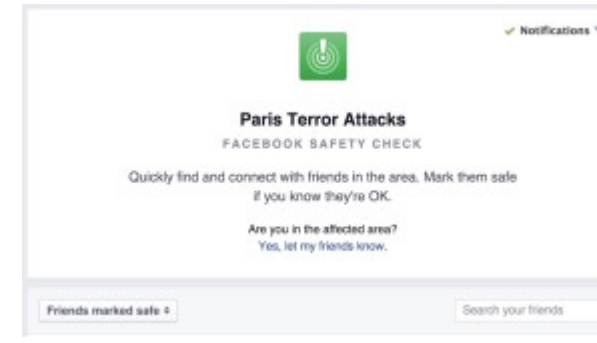 Notifications
Paris Terror Attacks
FACEBOOK SAFETY CHECK
Quickly find and connect with friends in the area. Mark them safe
if you know they're OK.
Are you in the affected area?
Yes, let my friends know.
Friends marked safe
Search your friends